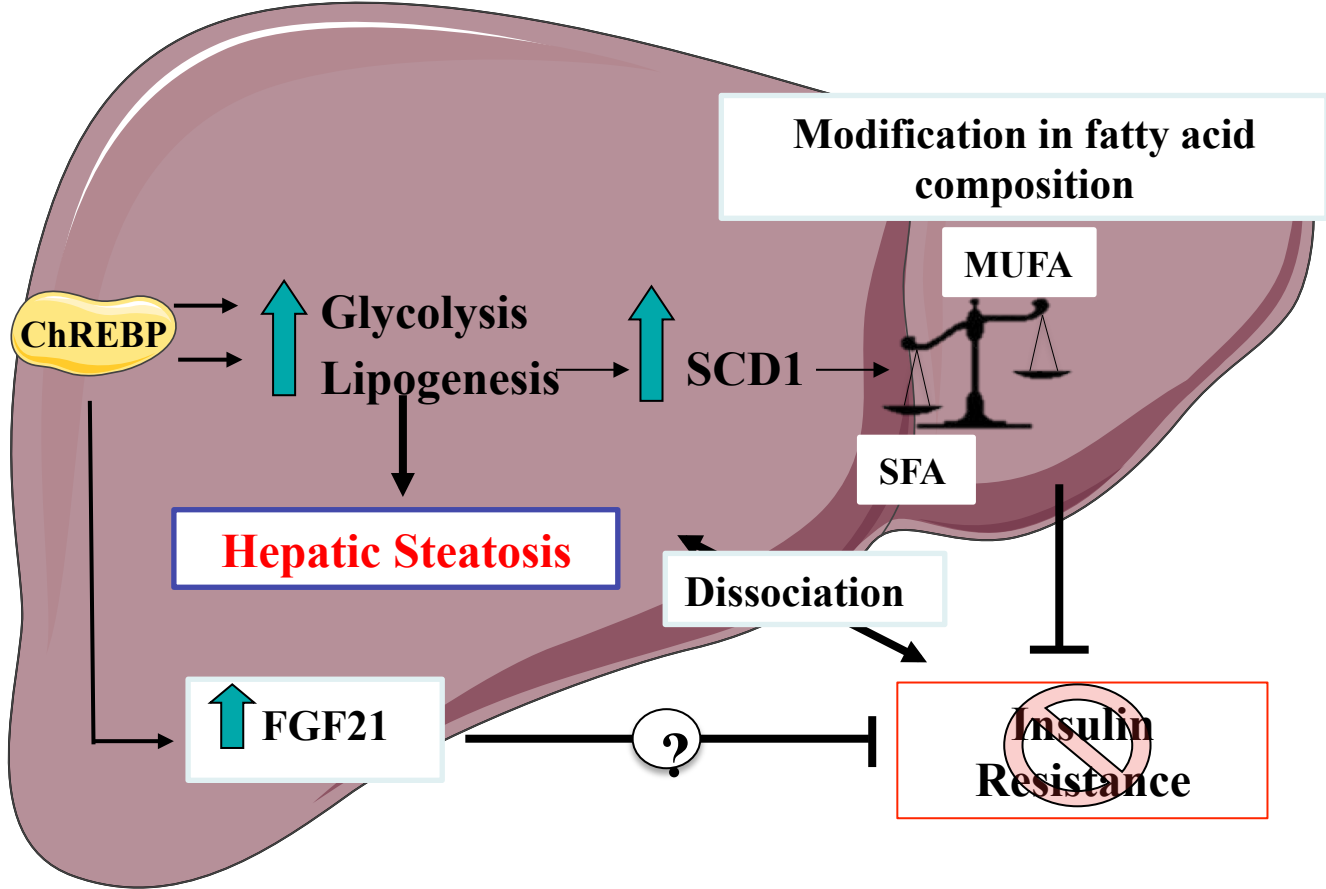 Modification in fatty acid
composition
MUFA
ChREBP
Glycolysis
Lipogenesis
SCD1
SFA
Hepatic Steatosis
Dissociation
FGF21
?
Insulin
Resistance